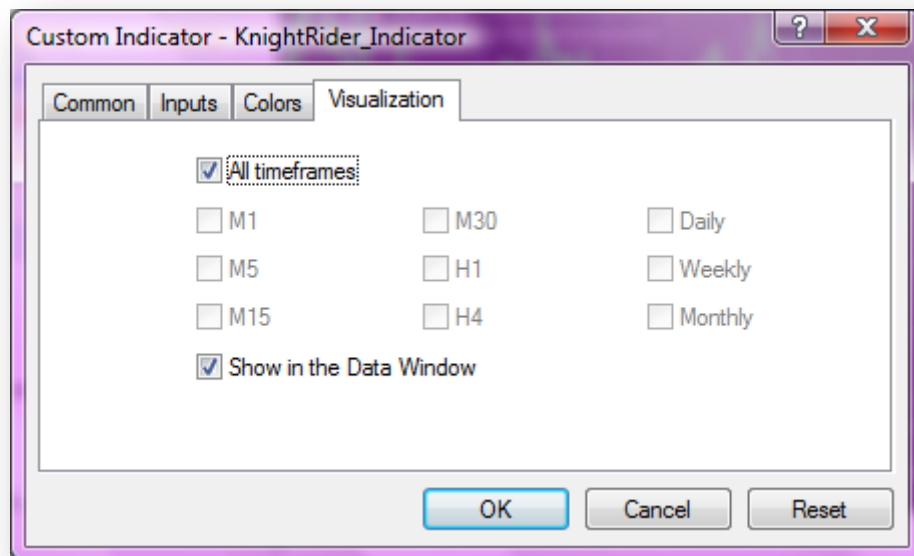 Custom Indicator - KnightRider_Indicator
?
Common Inputs Colors Visualization
All timeframes
M1 M30 Daily
M5 H1 Weekly
M15 H4 Monthly
Show in the Data Window
OK Cancel Reset